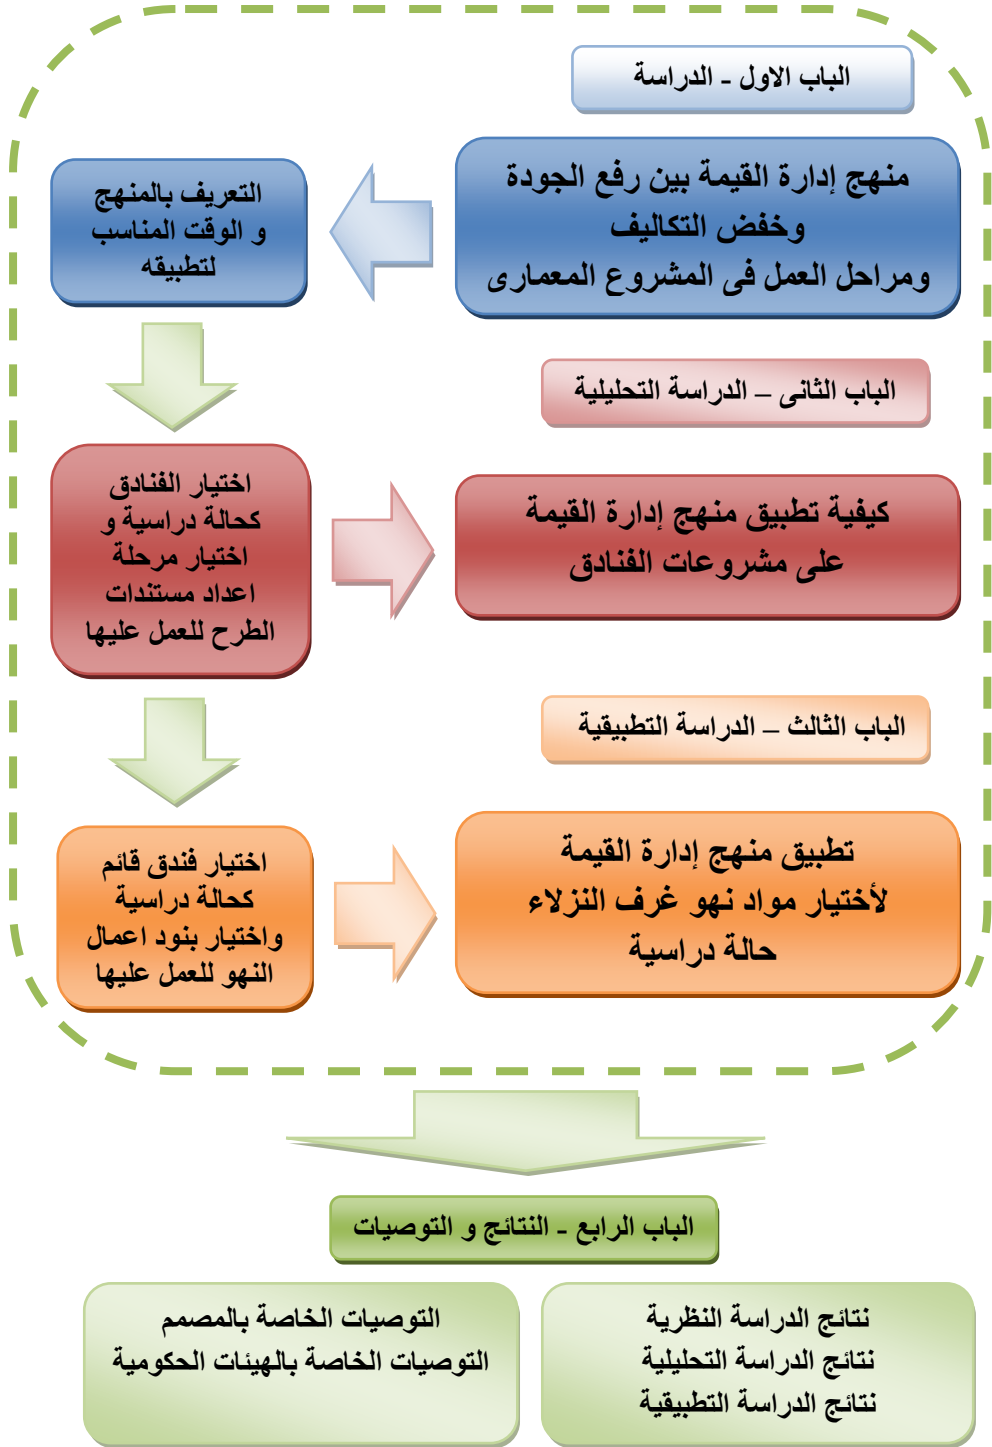 الباب الاول - الدراسة
منهج إدارة القيمة بين رفع الجودة
وخفض التكاليف
ومراحل العمل فى المشروع المعمارى
التعريف بالمنهج
و الوقت المناسب
لتطبيقه
الباب الثانى – الدراسة التحليلية
اختيار الفنادق
كحالة دراسية و
اختيار مرحلة
اعداد مستندات
الطرح للعمل عليها
كيفية تطبيق منهج إدارة القيمة
على مشروعات الفنادق
الباب الثالث – الدراسة التطبيقية
اختيار فندق قائم
كحالة دراسية
واختيار بنود اعمال
النهو للعمل عليها
تطبيق منهج إدارة القيمة
لأختيار مواد نهو غرف النزلاء
حالة دراسية
الباب الرابع - النتائج و التوصيات
نتائج الدراسة النظرية
نتائج الدراسة التحليلية
نتائج الدراسة التطبيقية
التوصيات الخاصة بالمصمم
التوصيات الخاصة بالهيئات الحكومية